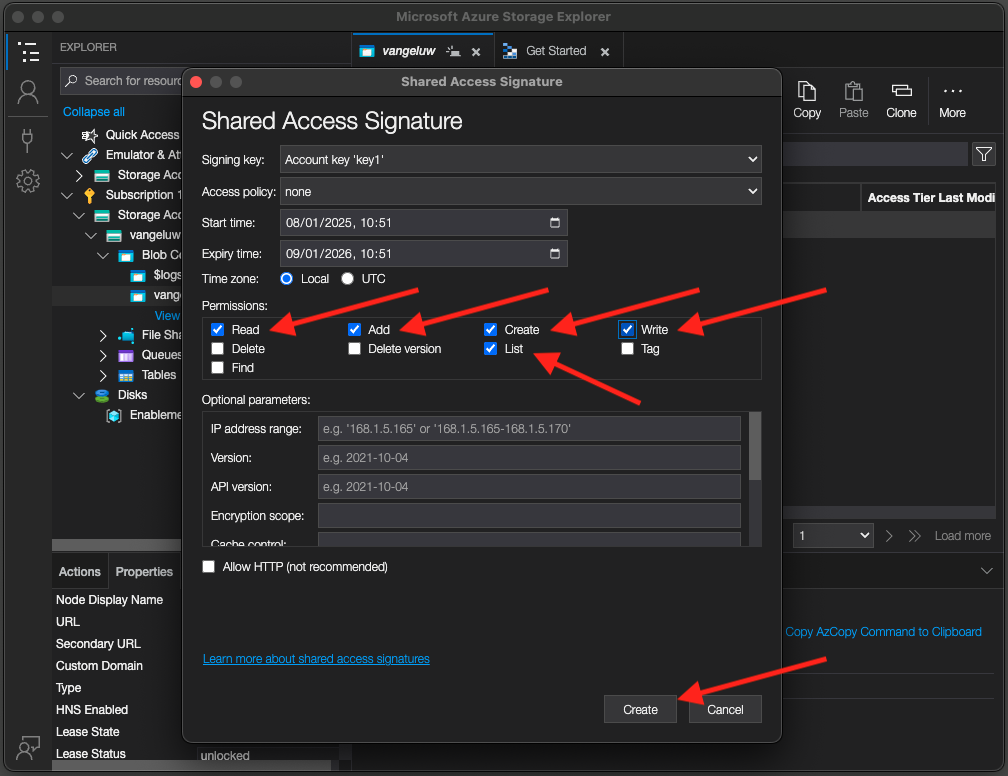 Microsoft Azure Storage Explorer
EXPLORER
vangeluw
Get Started
Search for resourc
Collapse all
Quick Access
Emulator & Att
Storage Acc
Subscription 1
Storage Acc
vangeluw
Blob Co
$logs
vange
View
File Sha
Queues
Tables
Disks
Enableme
Copy
Paste
Clone
More
Access Tier Last Modi
1
Load more
Shared Access Signature
Shared Access Signature
Signing key:
Account key 'key1'
Access policy:
none
Start time:
08/01/2025, 10:51
Expiry time:
09/01/2026, 10:51
Time zone:
Local
UTC
Permissions:
Read
Add
Create
Write
Delete
Delete version
List
Tag
Find
Optional parameters:
IP address range:
e.g. '168.1.5.165' or '168.1.5.165-168.1.5.170'
Version:
e.g. 2021-10-04
API version:
e.g. 2021-10-04
Encryption scope:
Cache control:
Allow HTTP (not recommended)
Learn more about shared access signatures
Create
Cancel
Actions
Properties
Node Display Name
URL
Secondary URL
Custom Domain
Type
HNS Enabled
Lease State
Lease Status
unlocked
Copy AzCopy Command to Clipboard